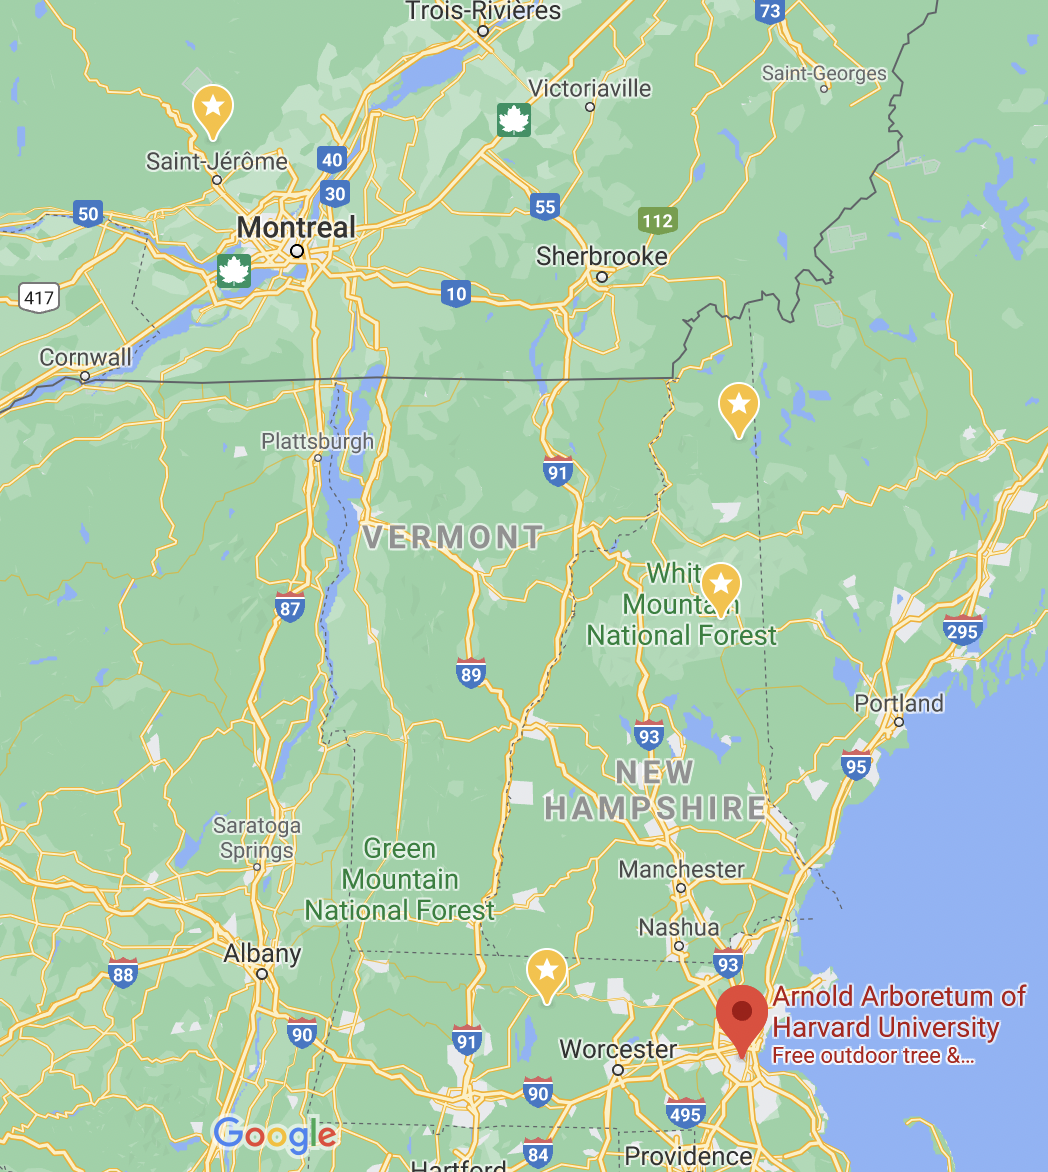 Trois-Rivières
73
Saint-Georges
Victoriaville
Saint-Jérôme
40
30
50
55
112
Montreal
Sherbrooke
417
10
Cornwall
Plattsburgh
91
VERMONT
White
Mountain
National Forest
87
295
89
Portland
93
95
NEW
HAMPSHIRE
Saratoga
Springs
Green
Mountain
National Forest
Manchester
Nashua
Albany
88
93
Arnold Arboretum of
Harvard University
Free outdoor tree &...
90
91
Worcester
90
495
Google
84
Providence
Hartford